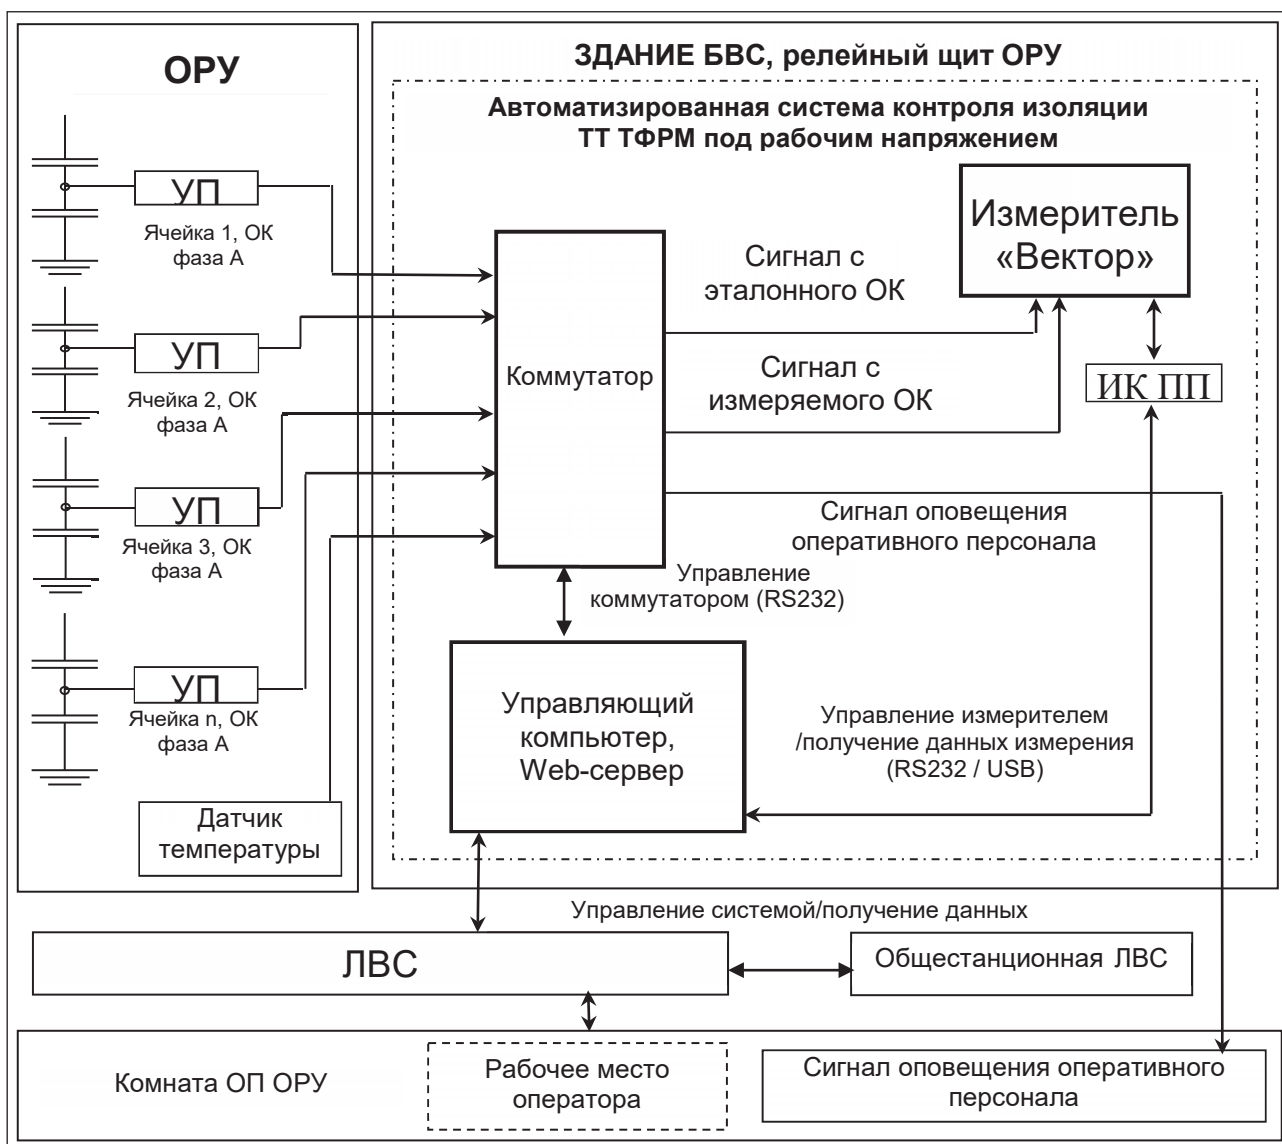 ОРУ
УП
Ячейка 1, ОК
фаза А
УП
Ячейка 2, ОК
фаза А
УП
Ячейка 3, ОК
фаза А
УП
Ячейка n, ОК
фаза А
Датчик
температуры
ЗДАНИЕ БВС, релейный щит ОРУ
Автоматизированная система контроля изоляции
ТТ ТФРМ под рабочим напряжением
Коммутатор
Сигнал с
эталонного ОК
Измеритель
«Вектор»
Сигнал с
измеряемого ОК
ИК ПП
Сигнал оповещения
оперативного персонала
Управление
коммутатором (RS232)
Управляющий
компьютер,
Web-сервер
Управление измерителем
/получение данных измерения
(RS232 / USB)
Управление системой/получение данных
ЛВС
Общестанционная ЛВС
Комната ОП ОРУ
Рабочее место
оператора
Сигнал оповещения оперативного
персонала